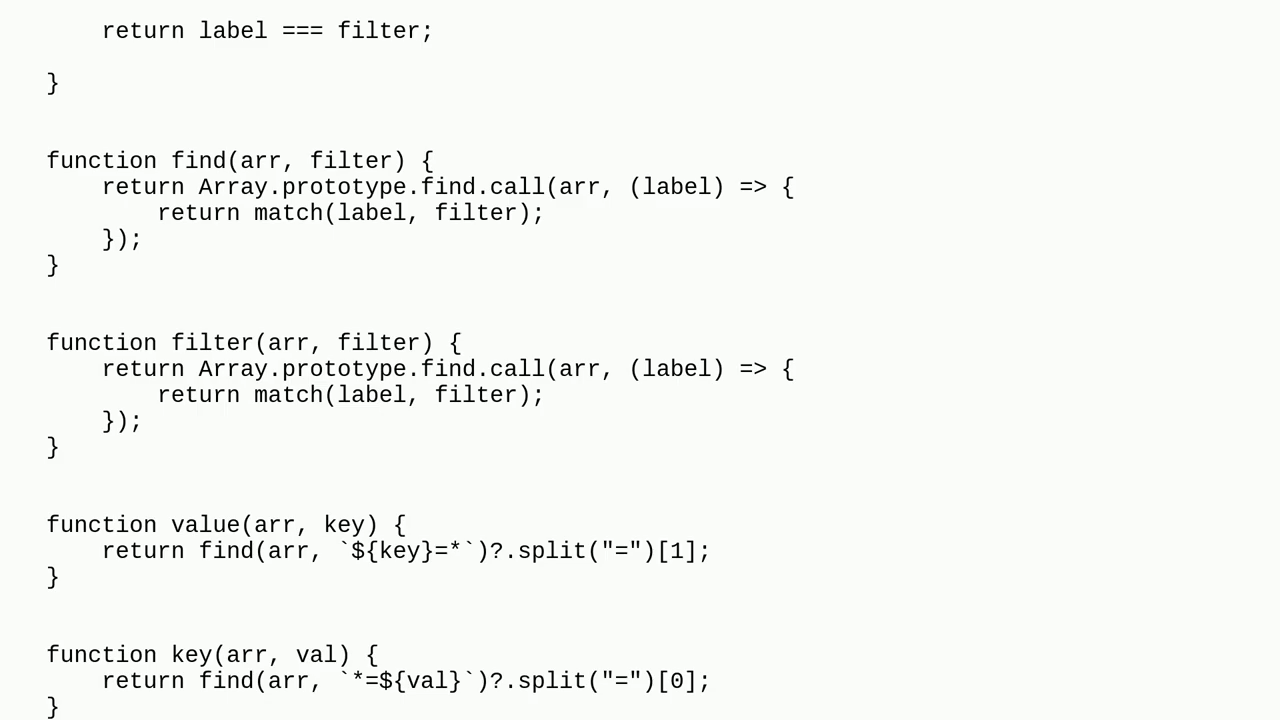 return label === filter;
}
function find(arr, filter) {
    return Array.prototype.find.call(arr, (label) => {
        return match(label, filter);
    });
}
function filter(arr, filter) {
    return Array.prototype.find.call(arr, (label) => {
        return match(label, filter);
    });
}
function value(arr, key) {
    return find(arr, `${key}=*`)?.split("=")[1];
}
function key(arr, val) {
    return find(arr, `*=${val}`)?.split("=")[0];
}